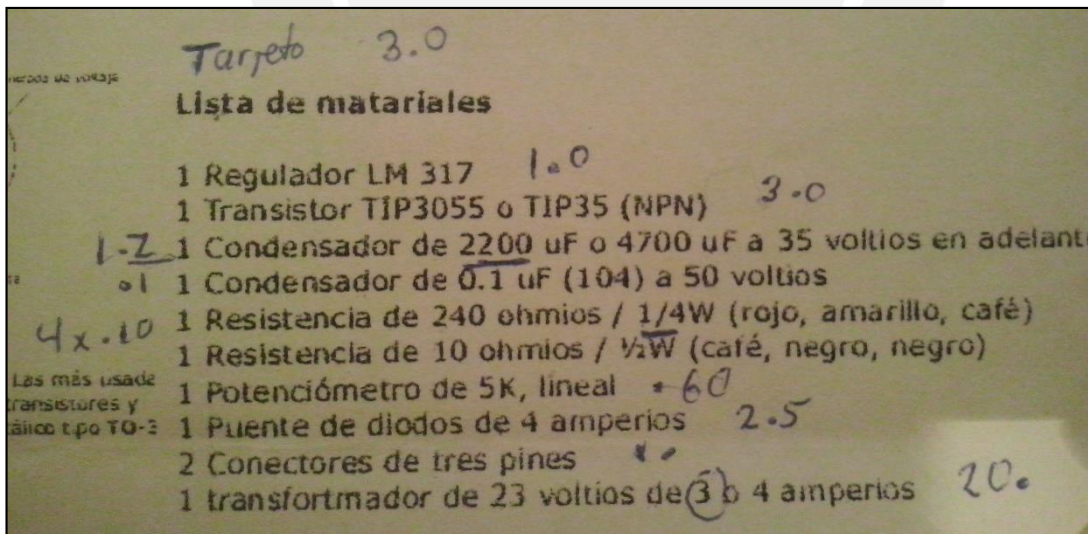 Tarjeto 3.0
Lista de matariales
1 Regulador LM 317 1.0
1 Transistor TIP3055 o TIP35 (NPN) 3.0
1.2 1 Condensador de 2200 uF o 4700 uF a 35 voltios en adelant
.1 1 Condensador de 0.1 uF (104) a 50 voltios
4x.10 1 Resistencia de 240 ohmios / 1/4W (rojo, amarillo, café)
1 Resistencia de 10 ohmios / ½W (café, negro, negro)
Las más usada
1 Potenciómetro de 5K, lineal .60
transistores y
1 Puente de diodos de 4 amperios 2.5
tipo TO-3
2 Conectores de tres pines
1 transfortmador de 23 voltios de 3 o 4 amperios 20.